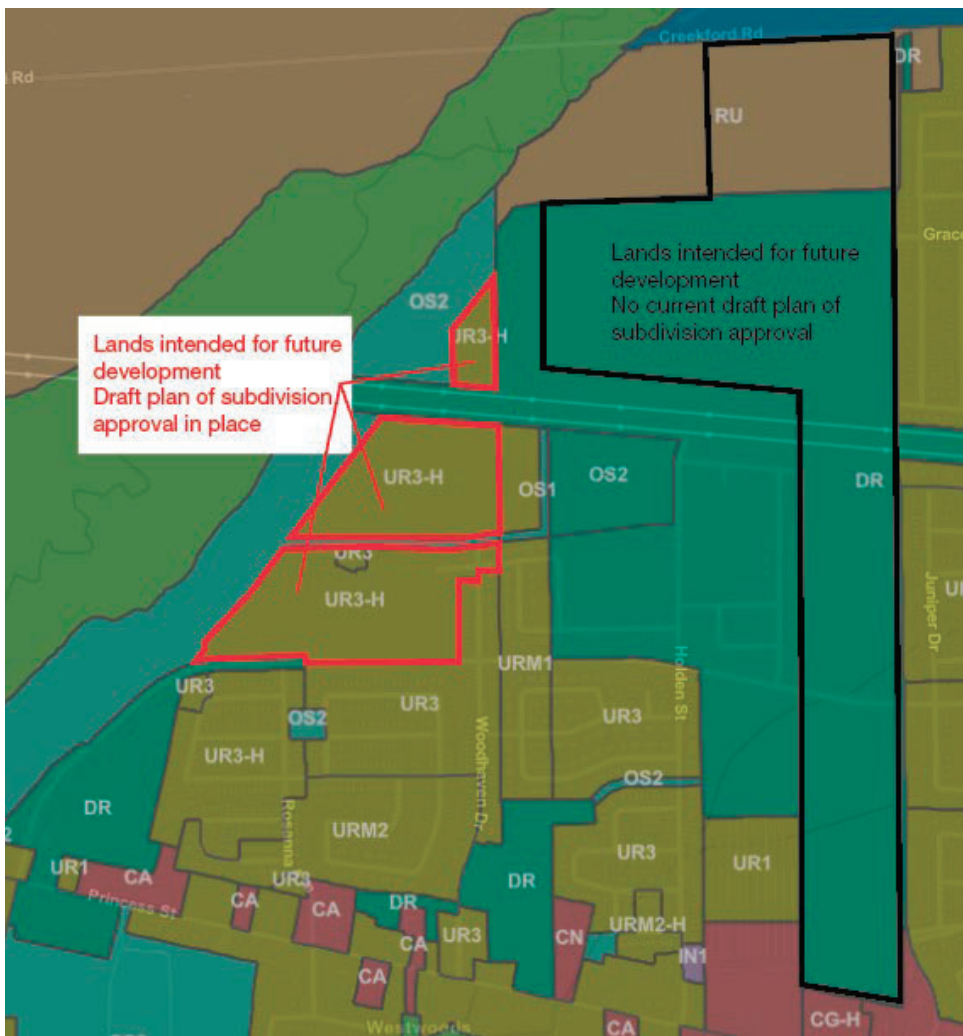 Creekford Rd
Rd
DR
RU
Grace
Lands intended for future
development
No current draft plan of
subdivision approval
OS2
UR3-H
Lands intended for future
development
Draft plan of subdivision
approval in place
UR3-H
OS1
OS2
DR
UR3
UR3-H
Juniper Dr
URM1
Holden St
UR3
OS2
UR3
UR3
Woodhaven Dr
UR3-H
OS2
DR
Rosanna
URM2
UR3
UR1
DR
UR1
CA
UR3
Princess St
CA
CA
DR
CA
UR3
URM2-H
CN
IN1
CA
CG-H
Westwoods
CA